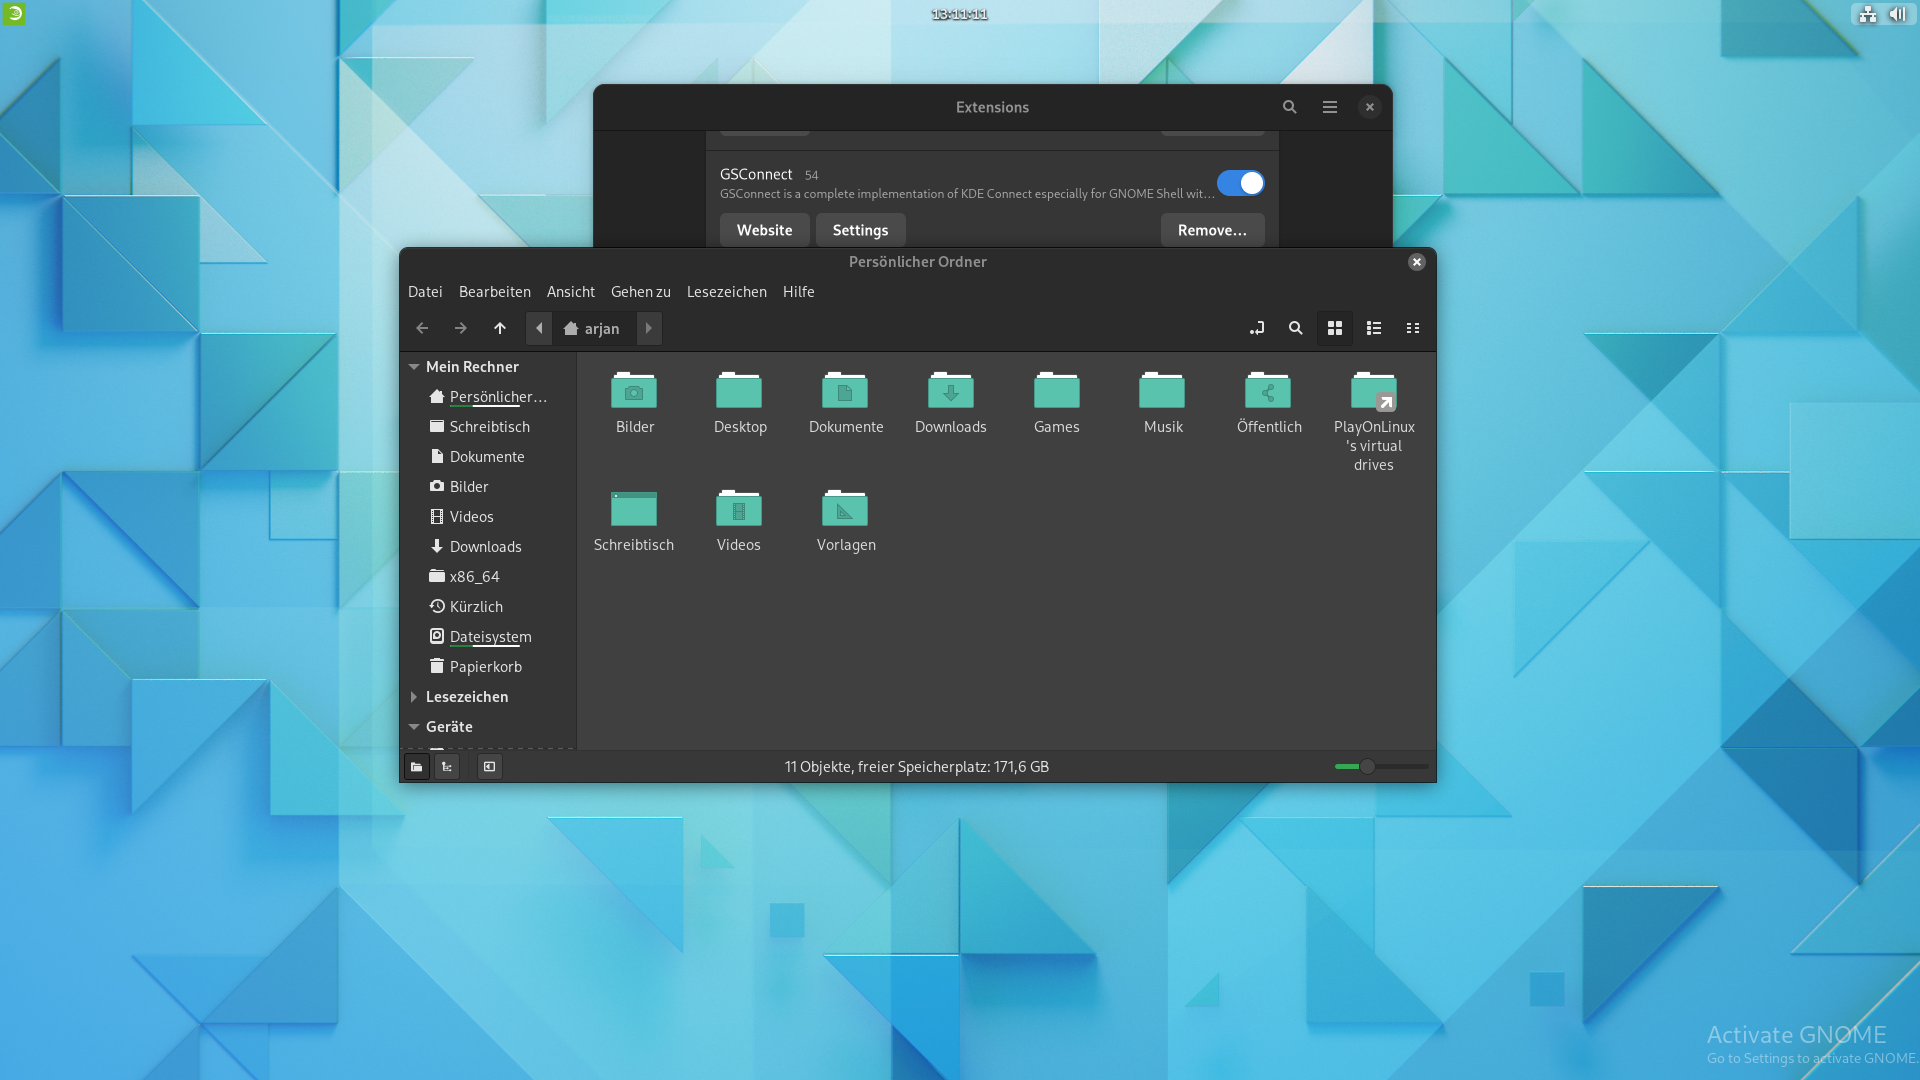 13:11:11
Extensions
GSConnect 54
GSConnect is a complete implementation of KDE Connect especially for GNOME Shell wit...
Website Settings Remove...
Persönlicher Ordner
Datei Bearbeiten Ansicht Gehen zu Lesezeichen Hilfe
arjan
Mein Rechner
Persönlicher...
Schreibtisch
Dokumente
Bilder
Videos
Downloads
x86_64
Kürzlich
Dateisystem
Papierkorb
Lesezeichen
Geräte
Bilder Desktop Dokumente Downloads Games Musik Öffentlich PlayOnLinux
's virtual
drives
Schreibtisch Videos Vorlagen
11 Objekte, freier Speicherplatz: 171,6 GB
Activate GNOME
Go to Settings to activate GNOME.